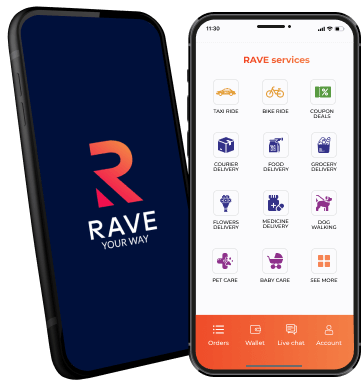 RAVE
YOUR WAY
11:30
RAVE services
TAXI RIDE
BIKE RIDE
COUPON
DEALS
COURIER
DELIVERY
FOOD
DELIVERY
GROCERY
DELIVERY
FLOWERS
DELIVERY
MEDICINE
DELIVERY
DOG
WALKING
PET CARE
BABY CARE
SEE MORE
Orders
Wallet
Live chat
Account